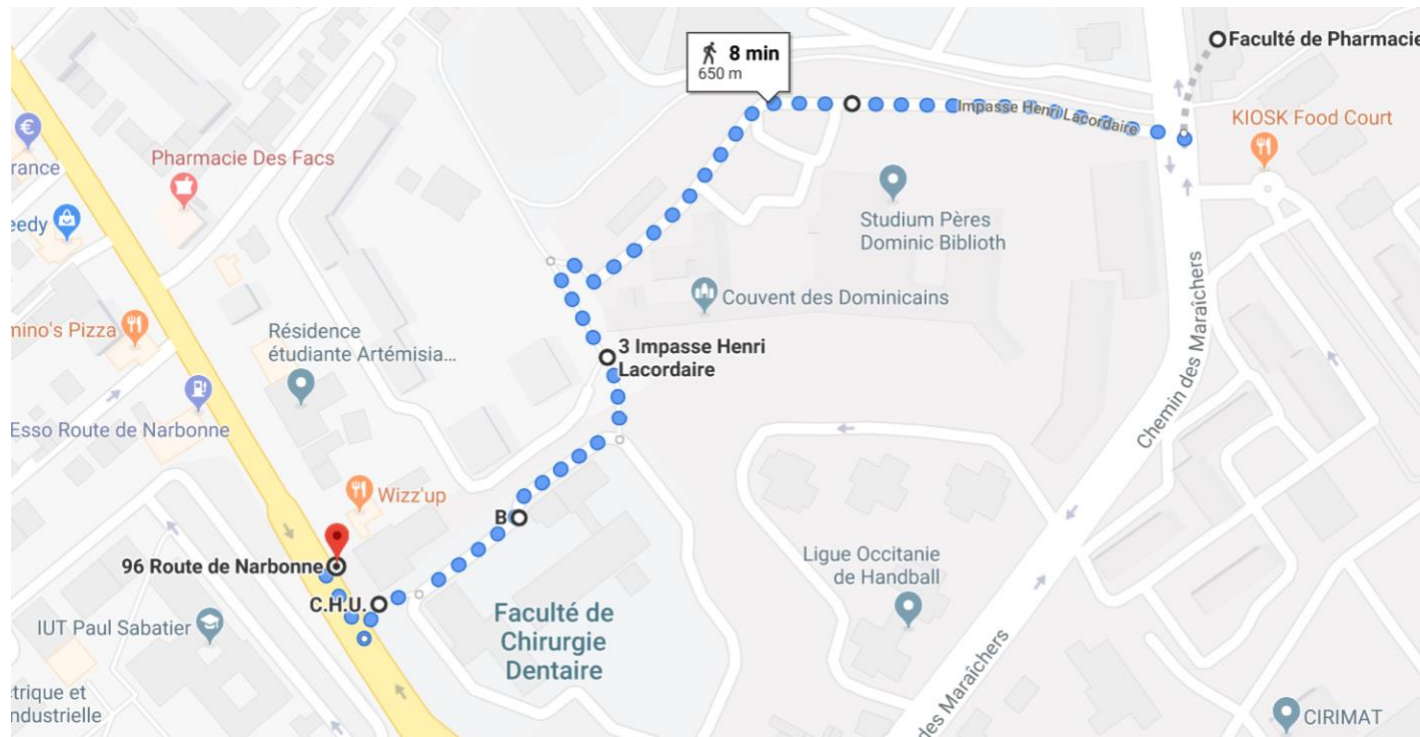 8 min
650 m
Faculté de Pharmacie
Impasse Henri Lacordaire
KIOSK Food Court
€
rance
Pharmacie Des Facs
Studium Pères
Dominic Biblioth
eedy
Couvent des Dominicains
mino's Pizza
Résidence
étudiante Artémisia...
3 Impasse Henri
Lacordaire
Chemin des Maraîchers
Esso Route de Narbonne
Wizz'up
B
96 Route de Narbonne
C.H.U.
Ligue Occitanie
de Handball
IUT Paul Sabatier
Faculté de
Chirurgie
Dentaire
des Maraîchers
ctrique et
ndustrielle
CIRIMAT